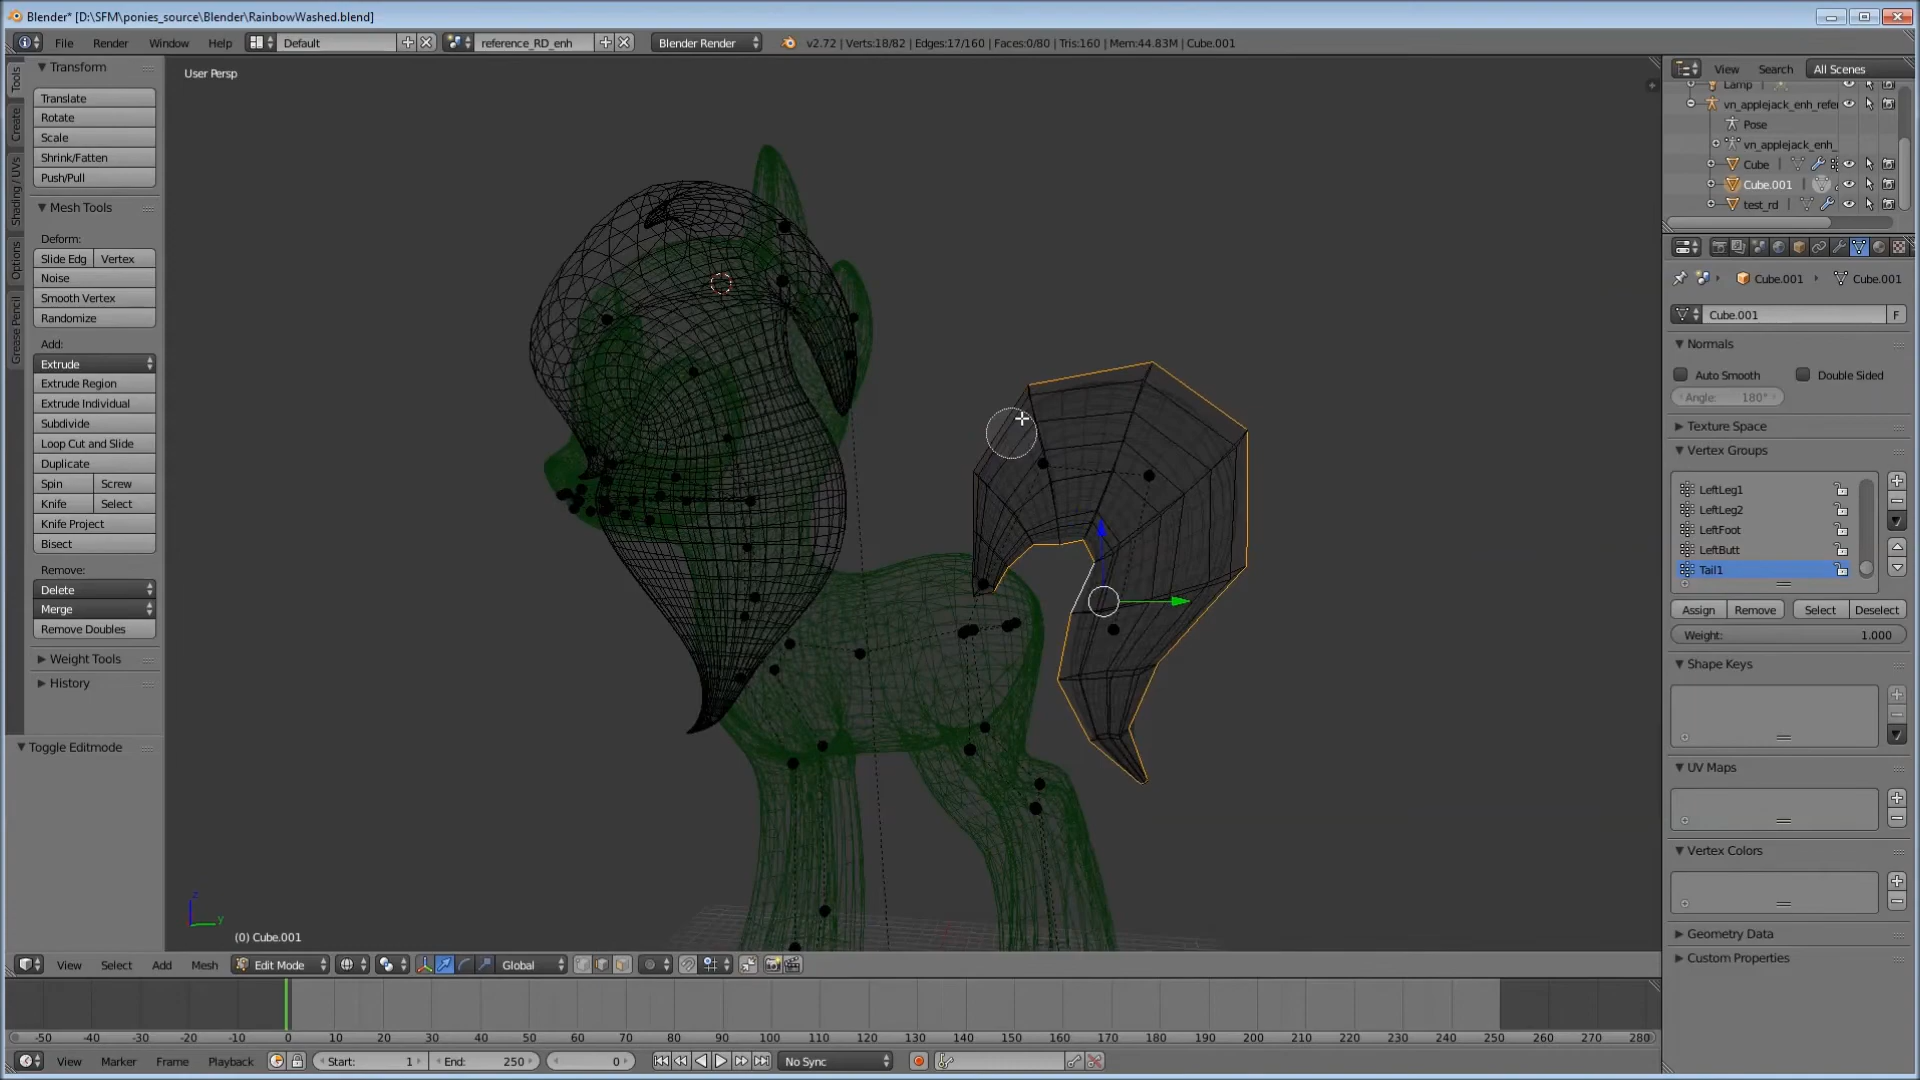 Blender* [D:\SFM\ponies_source\Blender\RainbowWashed.blend]
File Render Window Help Default reference_RD_enh Blender Render v2.72 | Verts:18/82 | Edges:17/160 | Faces:0/80 | Tris:160 | Mem:44.83M | Cube.001
Transform
Translate
Rotate
Scale
Shrink/Fatten
Push/Pull
Mesh Tools
Deform:
Slide Edg Vertex
Noise
Smooth Vertex
Randomize
Add:
Extrude
Extrude Region
Extrude Individual
Subdivide
Loop Cut and Slide
Duplicate
Spin Screw
Knife Select
Knife Project
Bisect
Remove:
Delete
Merge
Remove Doubles
Weight Tools
History
Toggle Editmode
Tools
Create
Shading / UVs
Options
Grease Pencil
User Persp
(0) Cube.001
z
y
View Search All Scenes
Lamp
vn_applejack_enh_refer
Pose
vn_applejack_enh_
Cube
Cube.001
test_rd
Cube.001 Cube.001
Cube.001 F
Normals
Auto Smooth Double Sided
Angle: 180°
Texture Space
Vertex Groups
LeftLeg1
LeftLeg2
LeftFoot
LeftButt
Tail1
Assign Remove Select Deselect
Weight: 1.000
Shape Keys
UV Maps
Vertex Colors
Geometry Data
Custom Properties
View Select Add Mesh Edit Mode Global
-50 -40 -30 -20 -10 0 10 20 30 40 50 60 70 80 90 100 110 120 130 140 150 160 170 180 190 200 210 220 230 240 250 260 270 280
View Marker Frame Playback Start: 1 End: 250 0 No Sync